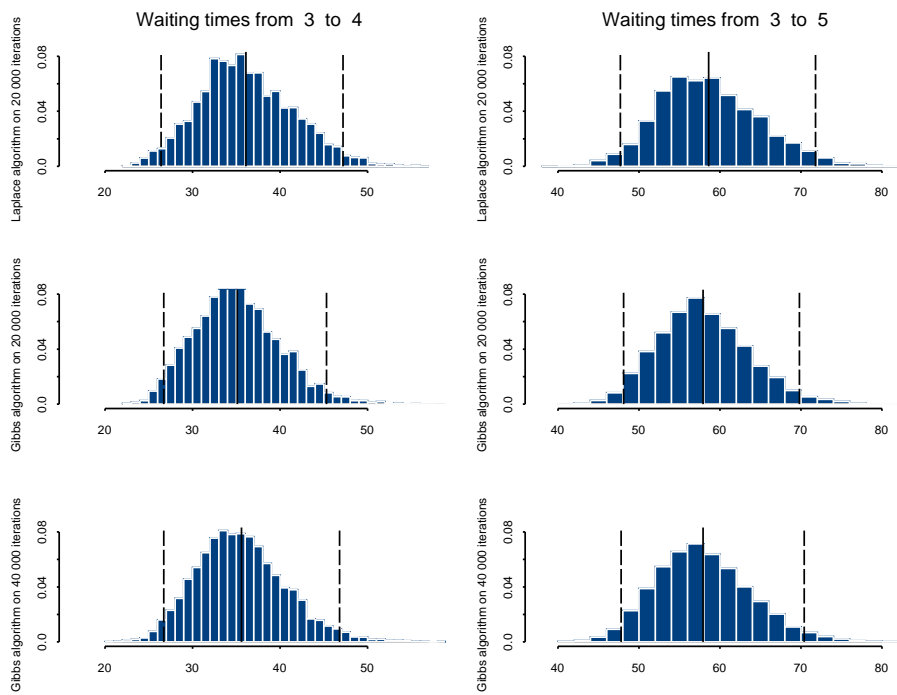 Waiting times from 3 to 4
Laplace algorithm on 20 000 iterations
0.0 0.04 0.08
20 30 40 50
Waiting times from 3 to 5
Laplace algorithm on 20 000 iterations
0.0 0.04 0.08
40 50 60 70 80
Gibbs algorithm on 20 000 iterations
0.0 0.04 0.08
20 30 40 50
Gibbs algorithm on 20 000 iterations
0.0 0.04 0.08
40 50 60 70 80
Gibbs algorithm on 40 000 iterations
0.0 0.04 0.08
20 30 40 50
Gibbs algorithm on 40 000 iterations
0.0 0.04 0.08
40 50 60 70 80